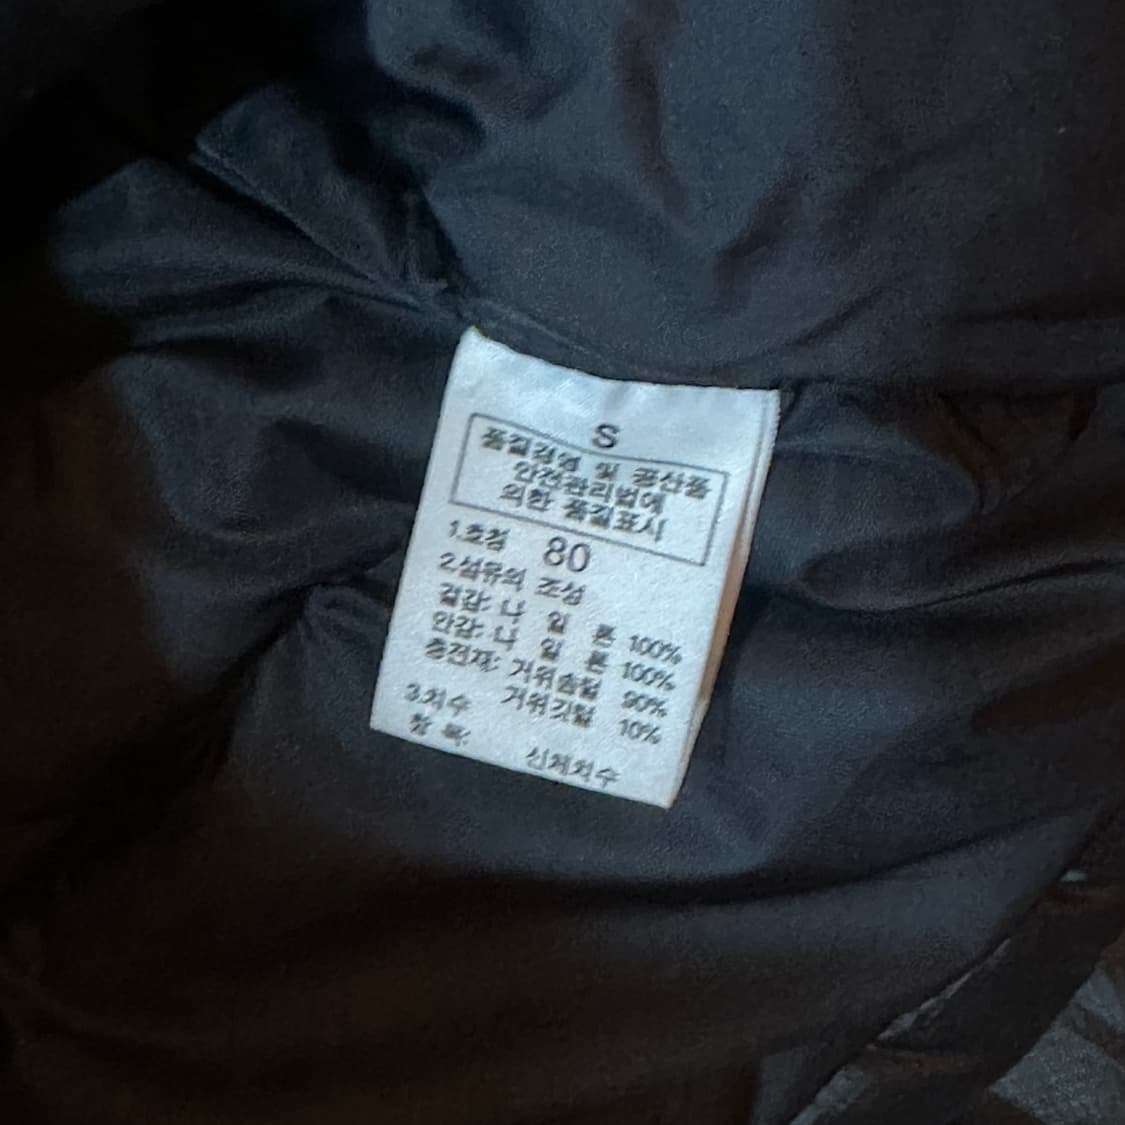 S
품질경영 및 공산품
안전관리법에
의한 품질표시
1.호칭 80
2.섬유의 조성
겉감: 나 일 론 100%
안감: 나 일 론 100%
충전재: 거위솜털 90%
거위깃털 10%
3.치수
항 목: 신체치수